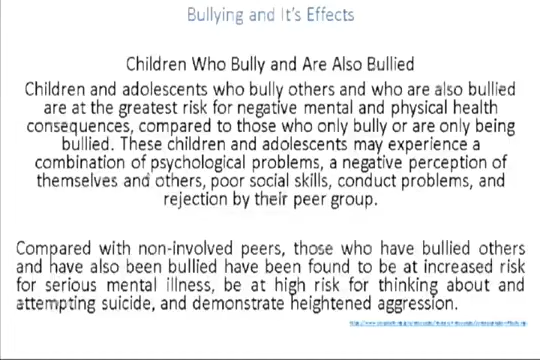 Bullying and It's Effects
Children Who Bully and Are Also Bullied
Children and adolescents who bully others and who are also bullied
are at the greatest risk for negative mental and physical health
consequences, compared to those who only bully or are only being
bullied. These children and adolescents may experience a
combination of psychological problems, a negative perception of
themselves and others, poor social skills, conduct problems, and
rejection by their peer group.
Compared with non-involved peers, those who have bullied others
and have also been bullied have been found to be at increased risk
for serious mental illness, be at high risk for thinking about and
attempting suicide, and demonstrate heightened aggression.